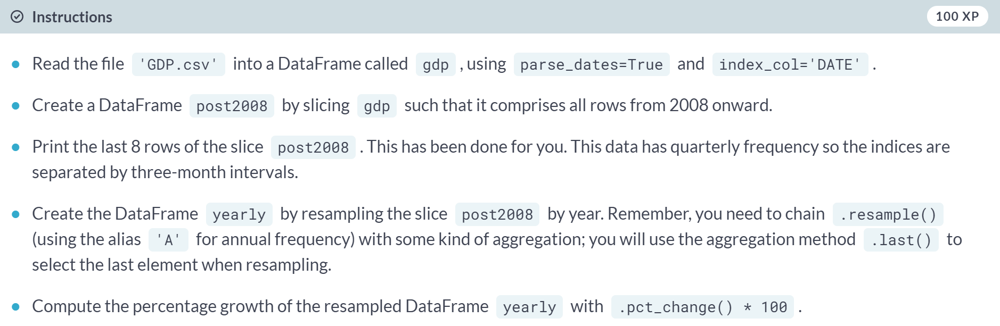 Instructions
100 XP
Read the file 'GDP.csv' into a DataFrame called gdp , using parse_dates=True and index_col='DATE' .
Create a DataFrame post2008 by slicing gdp such that it comprises all rows from 2008 onward.
Print the last 8 rows of the slice post2008 . This has been done for you. This data has quarterly frequency so the indices are
separated by three-month intervals.
Create the DataFrame yearly by resampling the slice post2008 by year. Remember, you need to chain .resample()
(using the alias 'A' for annual frequency) with some kind of aggregation; you will use the aggregation method .last() to
select the last element when resampling.
Compute the percentage growth of the resampled DataFrame yearly with .pct_change() * 100 .